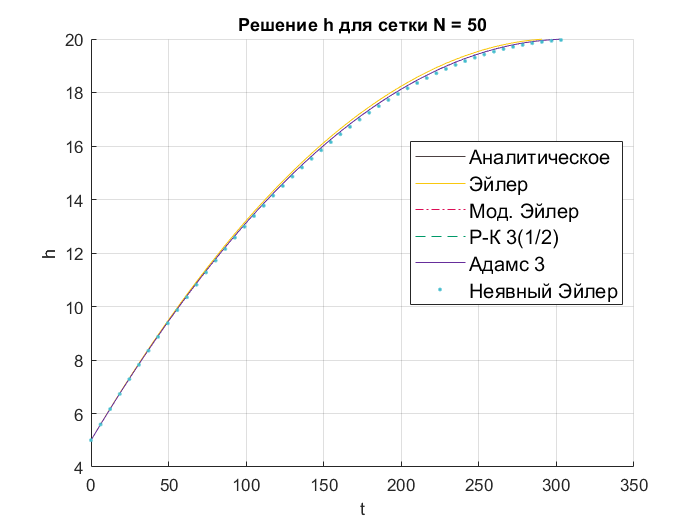 Решение h для сетки N = 50
20
18
16
14
12
10
8
6
4
h
0 50 100 150 200 250 300 350
t
Аналитическое
Эйлер
Мод. Эйлер
Р-К 3(1/2)
Адамс 3
Неявный Эйлер